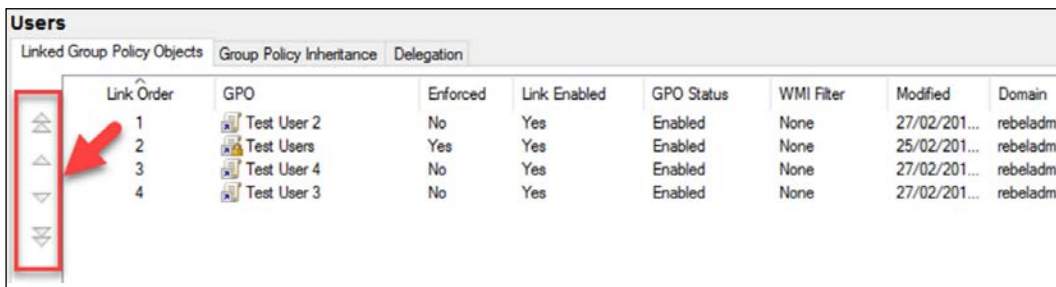 Users
Linked Group Policy Objects Group Policy Inheritance Delegation
Link Order GPO Enforced Link Enabled GPO Status WMI Filter Modified Domain
1 Test User 2 No Yes Enabled None 27/02/201... rebeladm
2 Test Users Yes Yes Enabled None 25/02/201... rebeladm
3 Test User 4 No Yes Enabled None 27/02/201... rebeladm
4 Test User 3 No Yes Enabled None 27/02/201... rebeladm